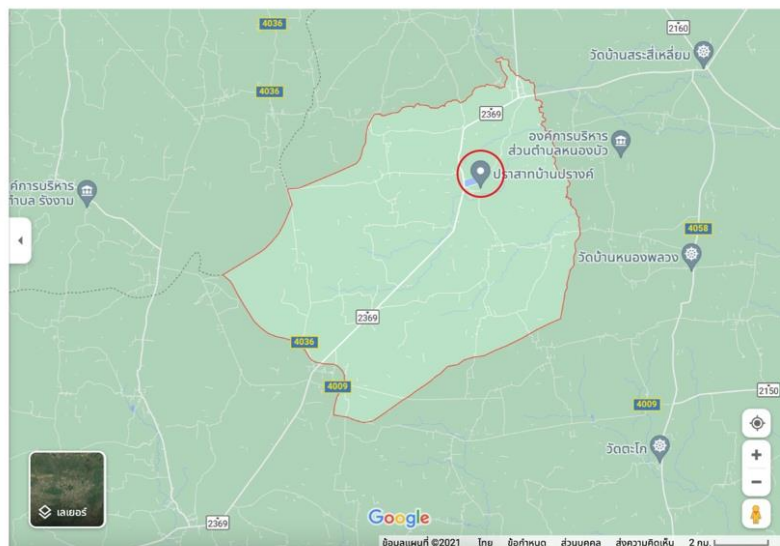 4036
2160
วัดบ้านสระสี่เหลี่ยม
4036
2369
องค์การบริหาร
ส่วนตำบลหนองบัว
ปราสาทบ้านปรางค์
ค์การบริหาร
ตำบล รังงาม
4058
วัดบ้านหนองพลวง
2369
4036
4009
2150
4009
วัดตะโก
เลเยอร์
2369
Google
ข้อมูลแผนที่ ©2021 ไทย ข้อกำหนด ส่วนบุคคล ส่งความคิดเห็น 2 กม.